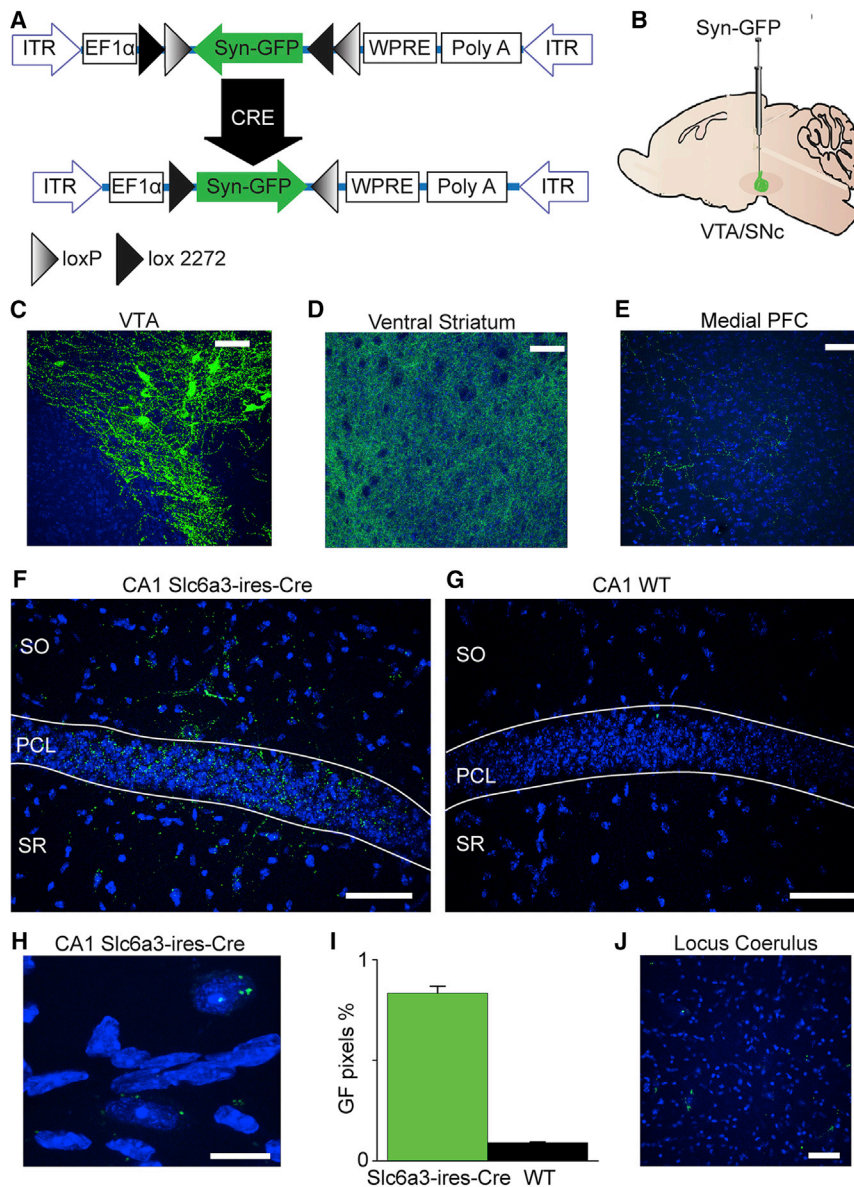 A
ITR EF1α Syn-GFP WPRE Poly A ITR
CRE
ITR EF1α Syn-GFP WPRE Poly A ITR
loxP lox 2272
B
Syn-GFP
VTA/SNc
C
VTA
D
Ventral Striatum
E
Medial PFC
F
CA1 Slc6a3-ires-Cre
SO
PCL
SR
G
CA1 WT
SO
PCL
SR
H
CA1 Slc6a3-ires-Cre
I
GF pixels %
1
0
Slc6a3-ires-Cre WT
J
Locus Coerulus